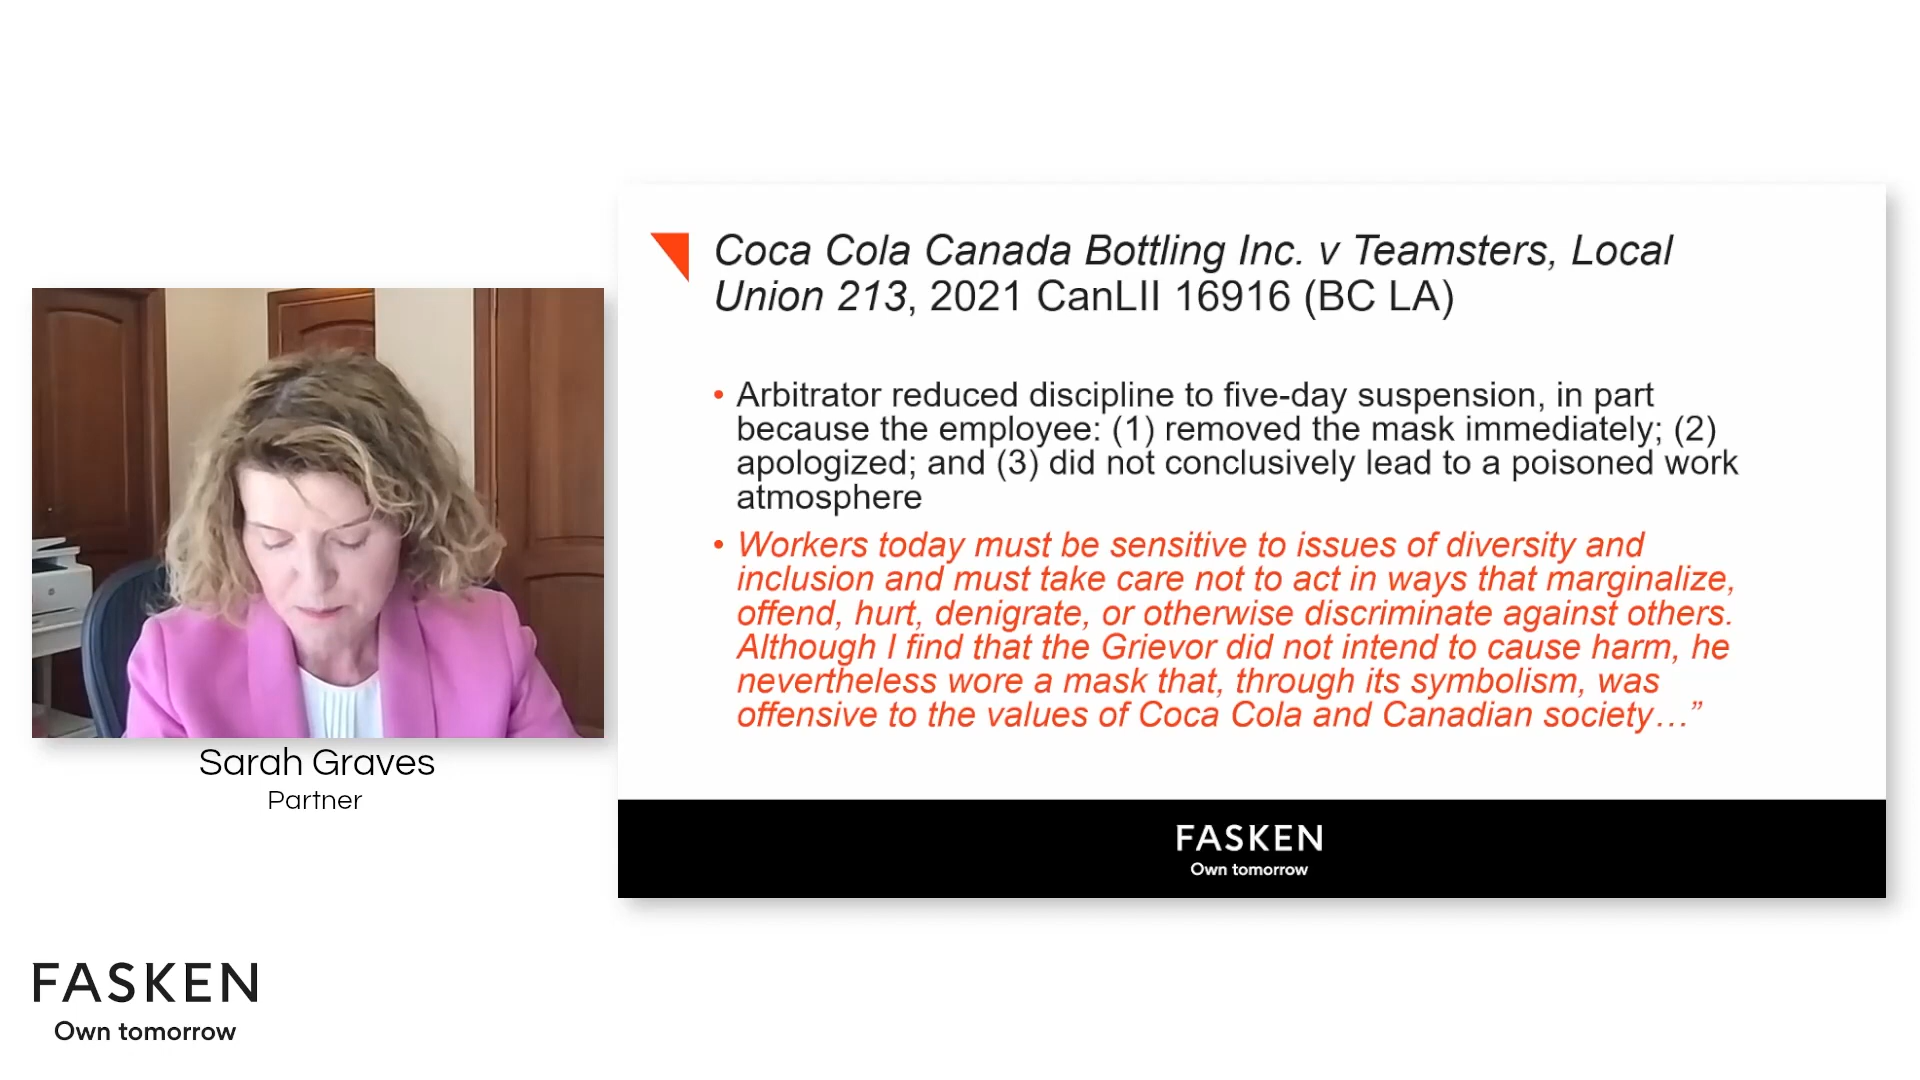 Coca Cola Canada Bottling Inc. v Teamsters, Local
Union 213, 2021 CanLII 16916 (BC LA)
• Arbitrator reduced discipline to five-day suspension, in part
because the employee: (1) removed the mask immediately; (2)
apologized; and (3) did not conclusively lead to a poisoned work
atmosphere
• Workers today must be sensitive to issues of diversity and
inclusion and must take care not to act in ways that marginalize,
offend, hurt, denigrate, or otherwise discriminate against others.
Although I find that the Grievor did not intend to cause harm, he
nevertheless wore a mask that, through its symbolism, was
offensive to the values of Coca Cola and Canadian society…”
FASKEN
Own tomorrow
Sarah Graves
Partner
FASKEN
Own tomorrow